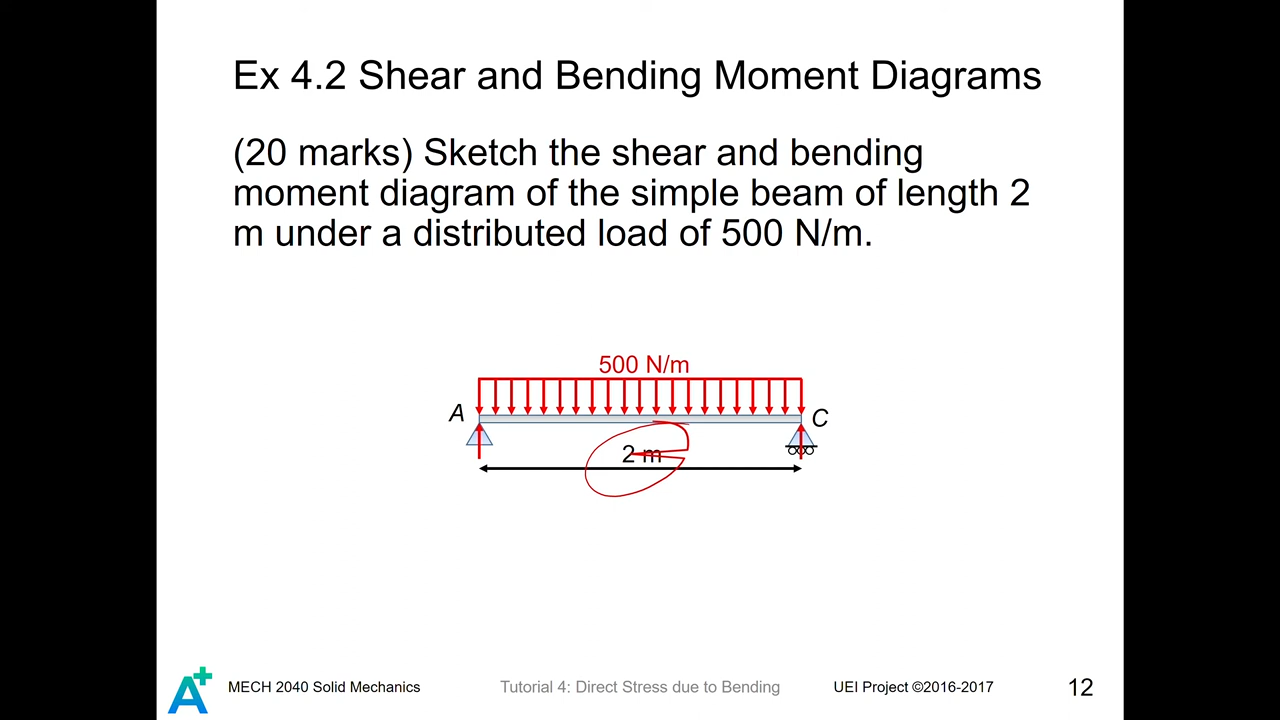 Ex 4.2 Shear and Bending Moment Diagrams
(20 marks) Sketch the shear and bending
moment diagram of the simple beam of length 2
m under a distributed load of 500 N/m.
500 N/m
A
C
2 m
A+
MECH 2040 Solid Mechanics
Tutorial 4: Direct Stress due to Bending
UEI Project ©2016-2017
12